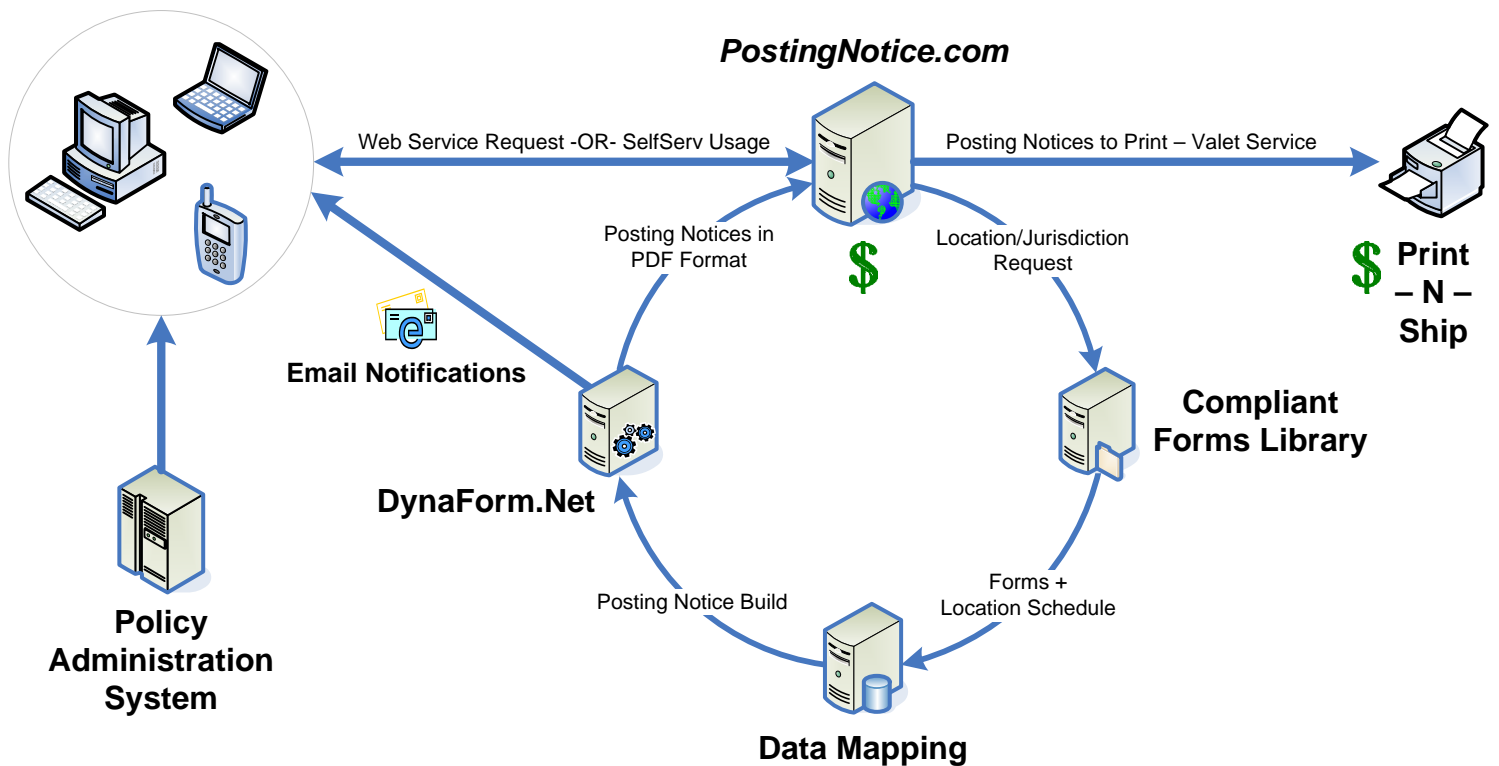 PostingNotice.com
Web Service Request -OR- SelfServ Usage
Posting Notices to Print – Valet Service
Posting Notices in
PDF Format
Location/Jurisdiction
Request
$
$
Print
– N –
Ship
e
Email Notifications
Compliant
Forms Library
DynaForm.Net
Policy
Administration
System
Posting Notice Build
Forms +
Location Schedule
Data Mapping